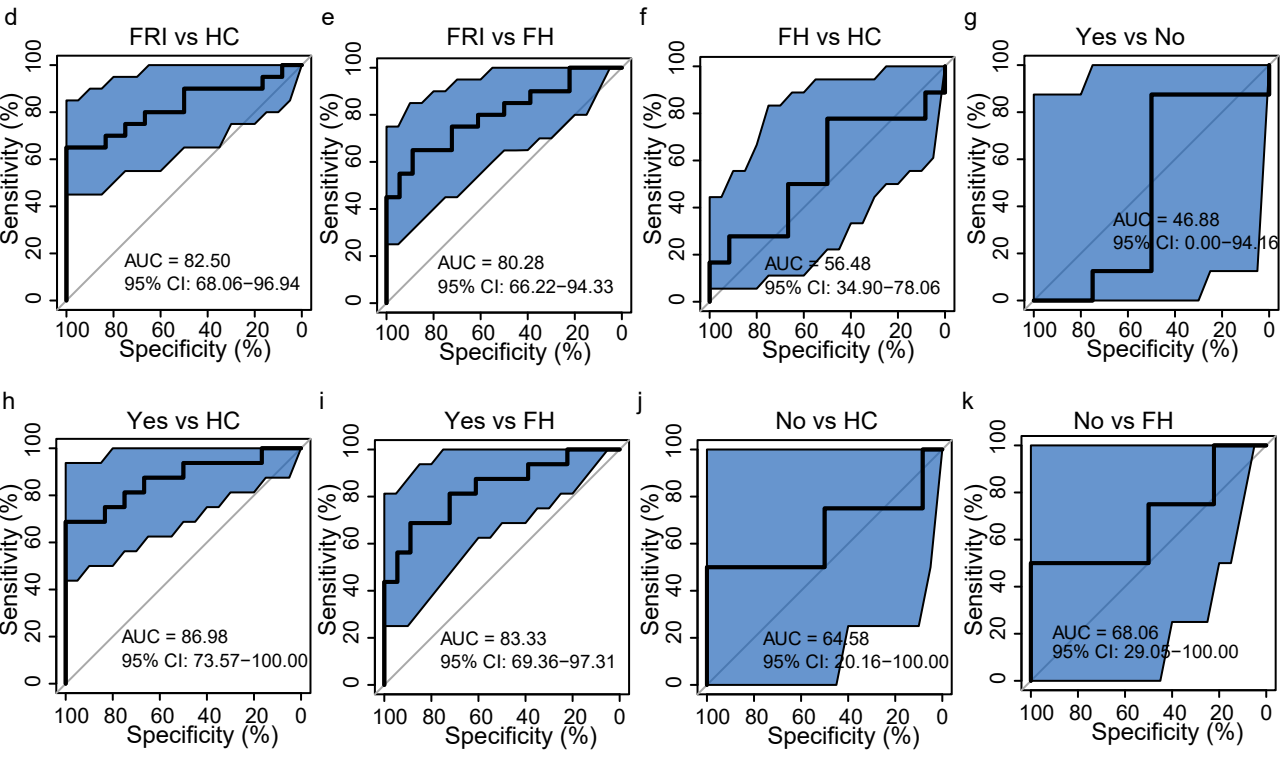 d
FRI vs HC
Sensitivity (%)
100
80
60
40
20
0
AUC = 82.50
95% CI: 68.06−96.94
100 80 60 40 20 0
Specificity (%)
e
FRI vs FH
Sensitivity (%)
100
80
60
40
20
0
AUC = 80.28
95% CI: 66.22−94.33
100 80 60 40 20 0
Specificity (%)
f
FH vs HC
Sensitivity (%)
100
80
60
40
20
0
AUC = 56.48
95% CI: 34.90−78.06
100 80 60 40 20 0
Specificity (%)
g
Yes vs No
Sensitivity (%)
100
80
60
40
20
0
AUC = 46.88
95% CI: 0.00−94.16
100 80 60 40 20 0
Specificity (%)
h
Yes vs HC
Sensitivity (%)
100
80
60
40
20
0
AUC = 86.98
95% CI: 73.57−100.00
100 80 60 40 20 0
Specificity (%)
i
Yes vs FH
Sensitivity (%)
100
80
60
40
20
0
AUC = 83.33
95% CI: 69.36−97.31
100 80 60 40 20 0
Specificity (%)
j
No vs HC
Sensitivity (%)
100
80
60
40
20
0
AUC = 64.58
95% CI: 20.16−100.00
100 80 60 40 20 0
Specificity (%)
k
No vs FH
Sensitivity (%)
100
80
60
40
20
0
AUC = 68.06
95% CI: 29.05−100.00
100 80 60 40 20 0
Specificity (%)